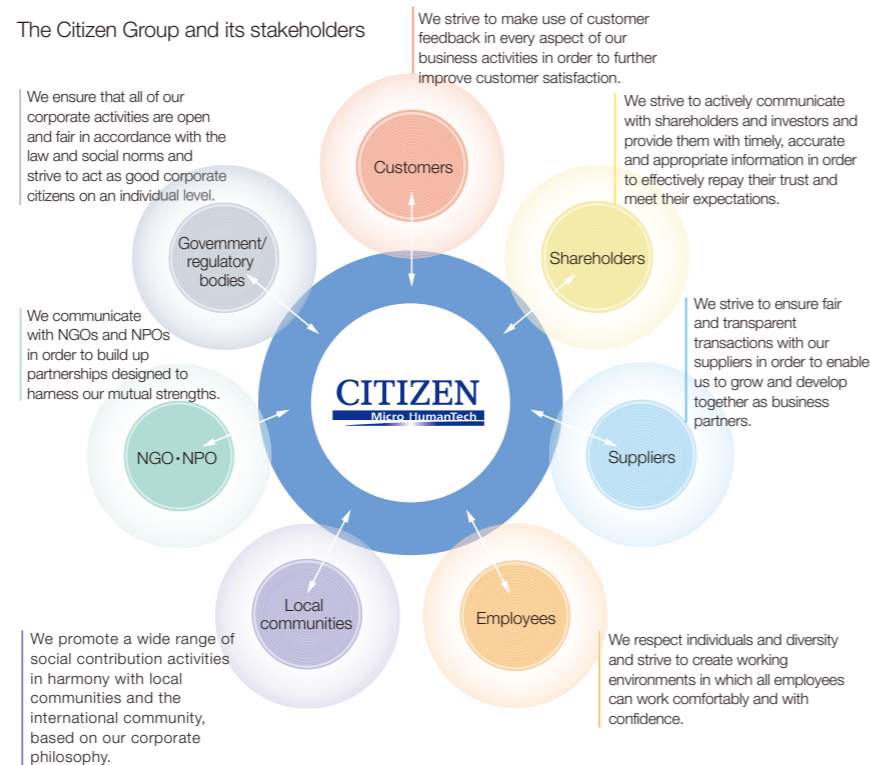 The Citizen Group and its stakeholders
We strive to make use of customer
feedback in every aspect of our
business activities in order to further
improve customer satisfaction.
We ensure that all of our
corporate activities are open
and fair in accordance with the
law and social norms and
strive to act as good corporate
citizens on an individual level.
We strive to actively communicate
with shareholders and investors and
provide them with timely, accurate
and appropriate information in order
to effectively repay their trust and
meet their expectations.
Customers
Government/
regulatory
bodies
Shareholders
We communicate
with NGOs and NPOs
in order to build up
partnerships designed to
harness our mutual strengths.
We strive to ensure fair
and transparent
transactions with our
suppliers in order to enable
us to grow and develop
together as business
partners.
CITIZEN
Micro HumanTech
NGO・NPO
Suppliers
Local
communities
Employees
We promote a wide range of
social contribution activities
in harmony with local
communities and the
international community,
based on our corporate
philosophy.
We respect individuals and diversity
and strive to create working
environments in which all employees
can work comfortably and with
confidence.